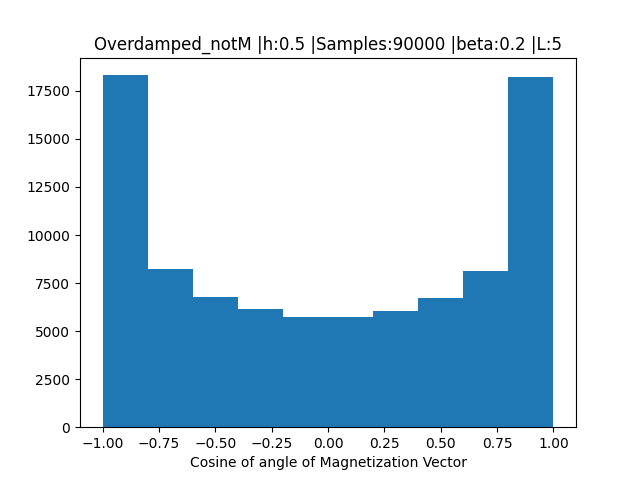 Overdamped_notM |h:0.5 |Samples:90000 |beta:0.2 |L:5
17500
15000
12500
10000
7500
5000
2500
0
−1.00 −0.75 −0.50 −0.25 0.00 0.25 0.50 0.75 1.00
Cosine of angle of Magnetization Vector